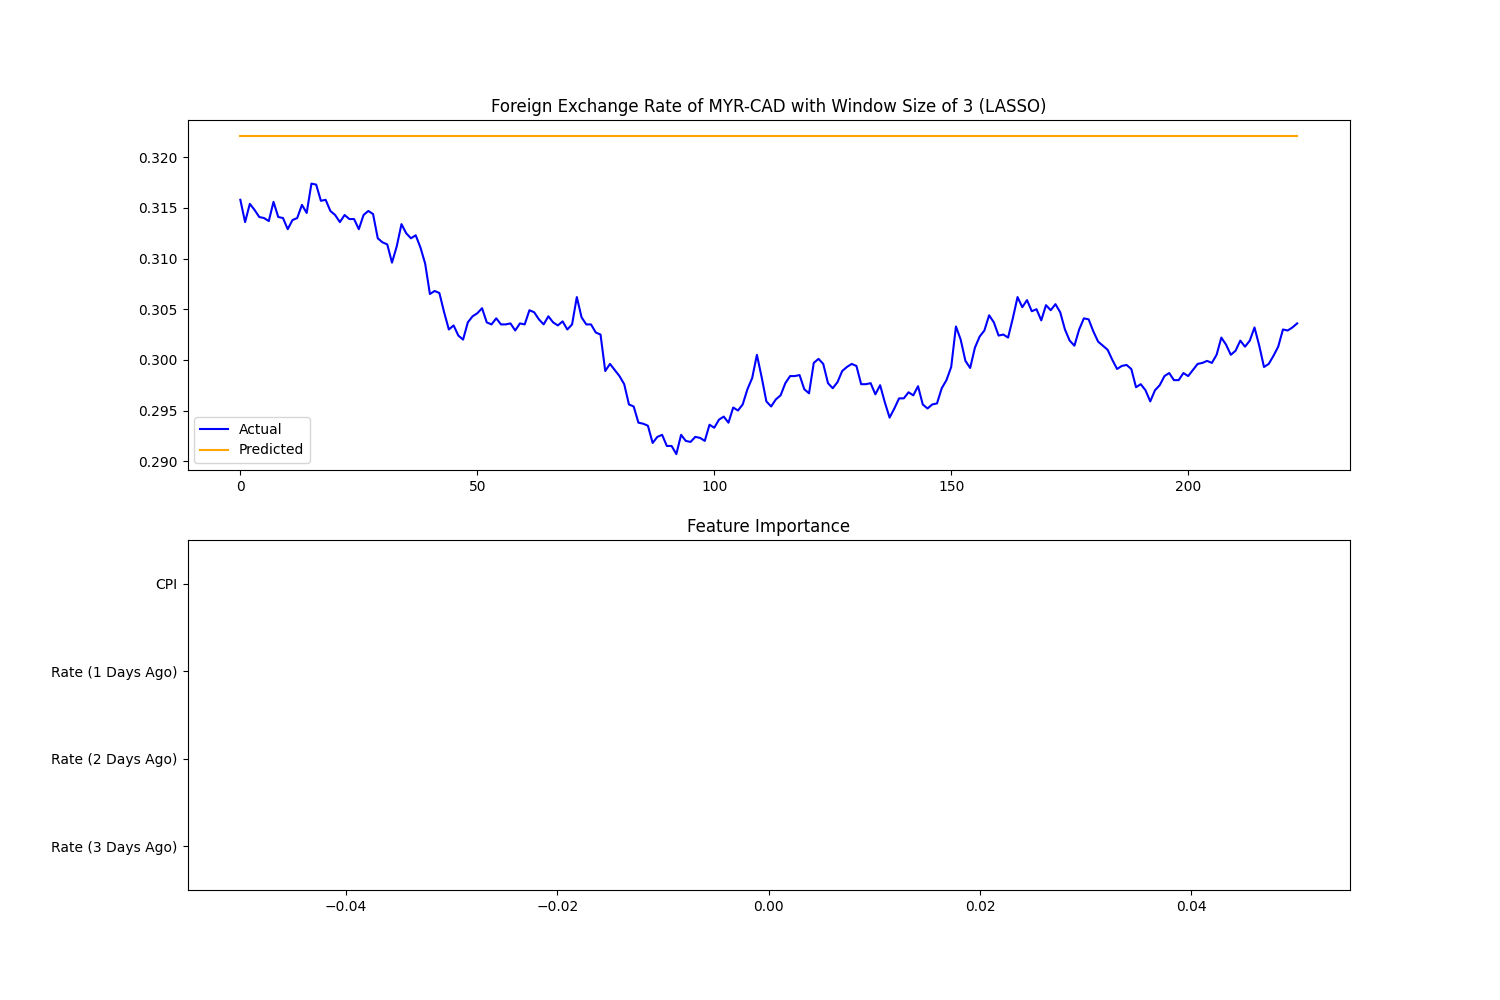 Foreign Exchange Rate of MYR-CAD with Window Size of 3 (LASSO)
0.320
0.315
0.310
0.305
0.300
0.295
0.290
Actual
Predicted
0 50 100 150 200
Feature Importance
CPI
Rate (1 Days Ago)
Rate (2 Days Ago)
Rate (3 Days Ago)
−0.04 −0.02 0.00 0.02 0.04